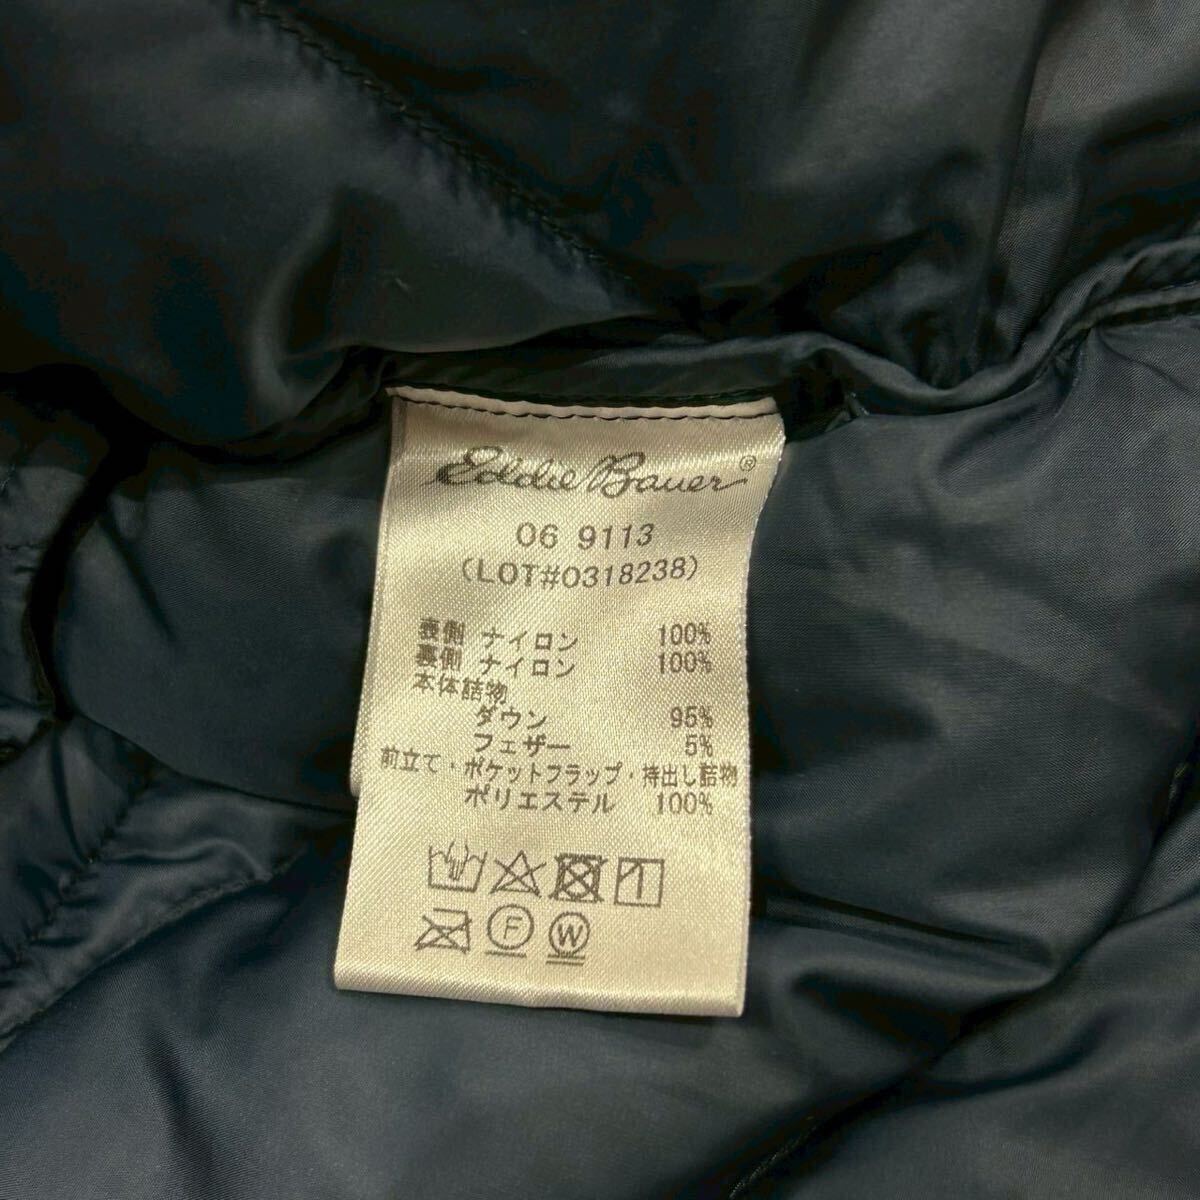 Eddie Bauer®
06 9113
(LOT#0318238)
表側 ナイロン 100%
裏側 ナイロン 100%
本体詰物
ダウン 95%
フェザー 5%
前立て・ポケットフラップ・持出し詰物
ポリエステル 100%
F
W